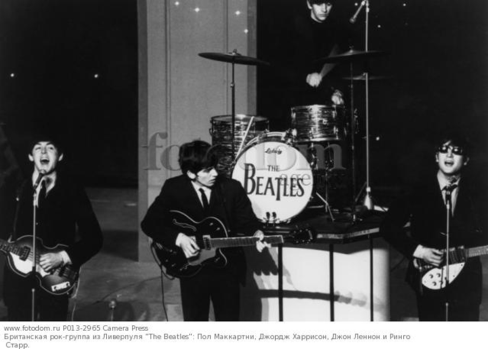 fotodom
Ludwig
THE
BEATLES
www.fotodom.ru P013-2965 Camera Press
Британская рок-группа из Ливерпуля "The Beatles": Пол Маккартни, Джордж Харрисон, Джон Леннон и Ринго
Старр.